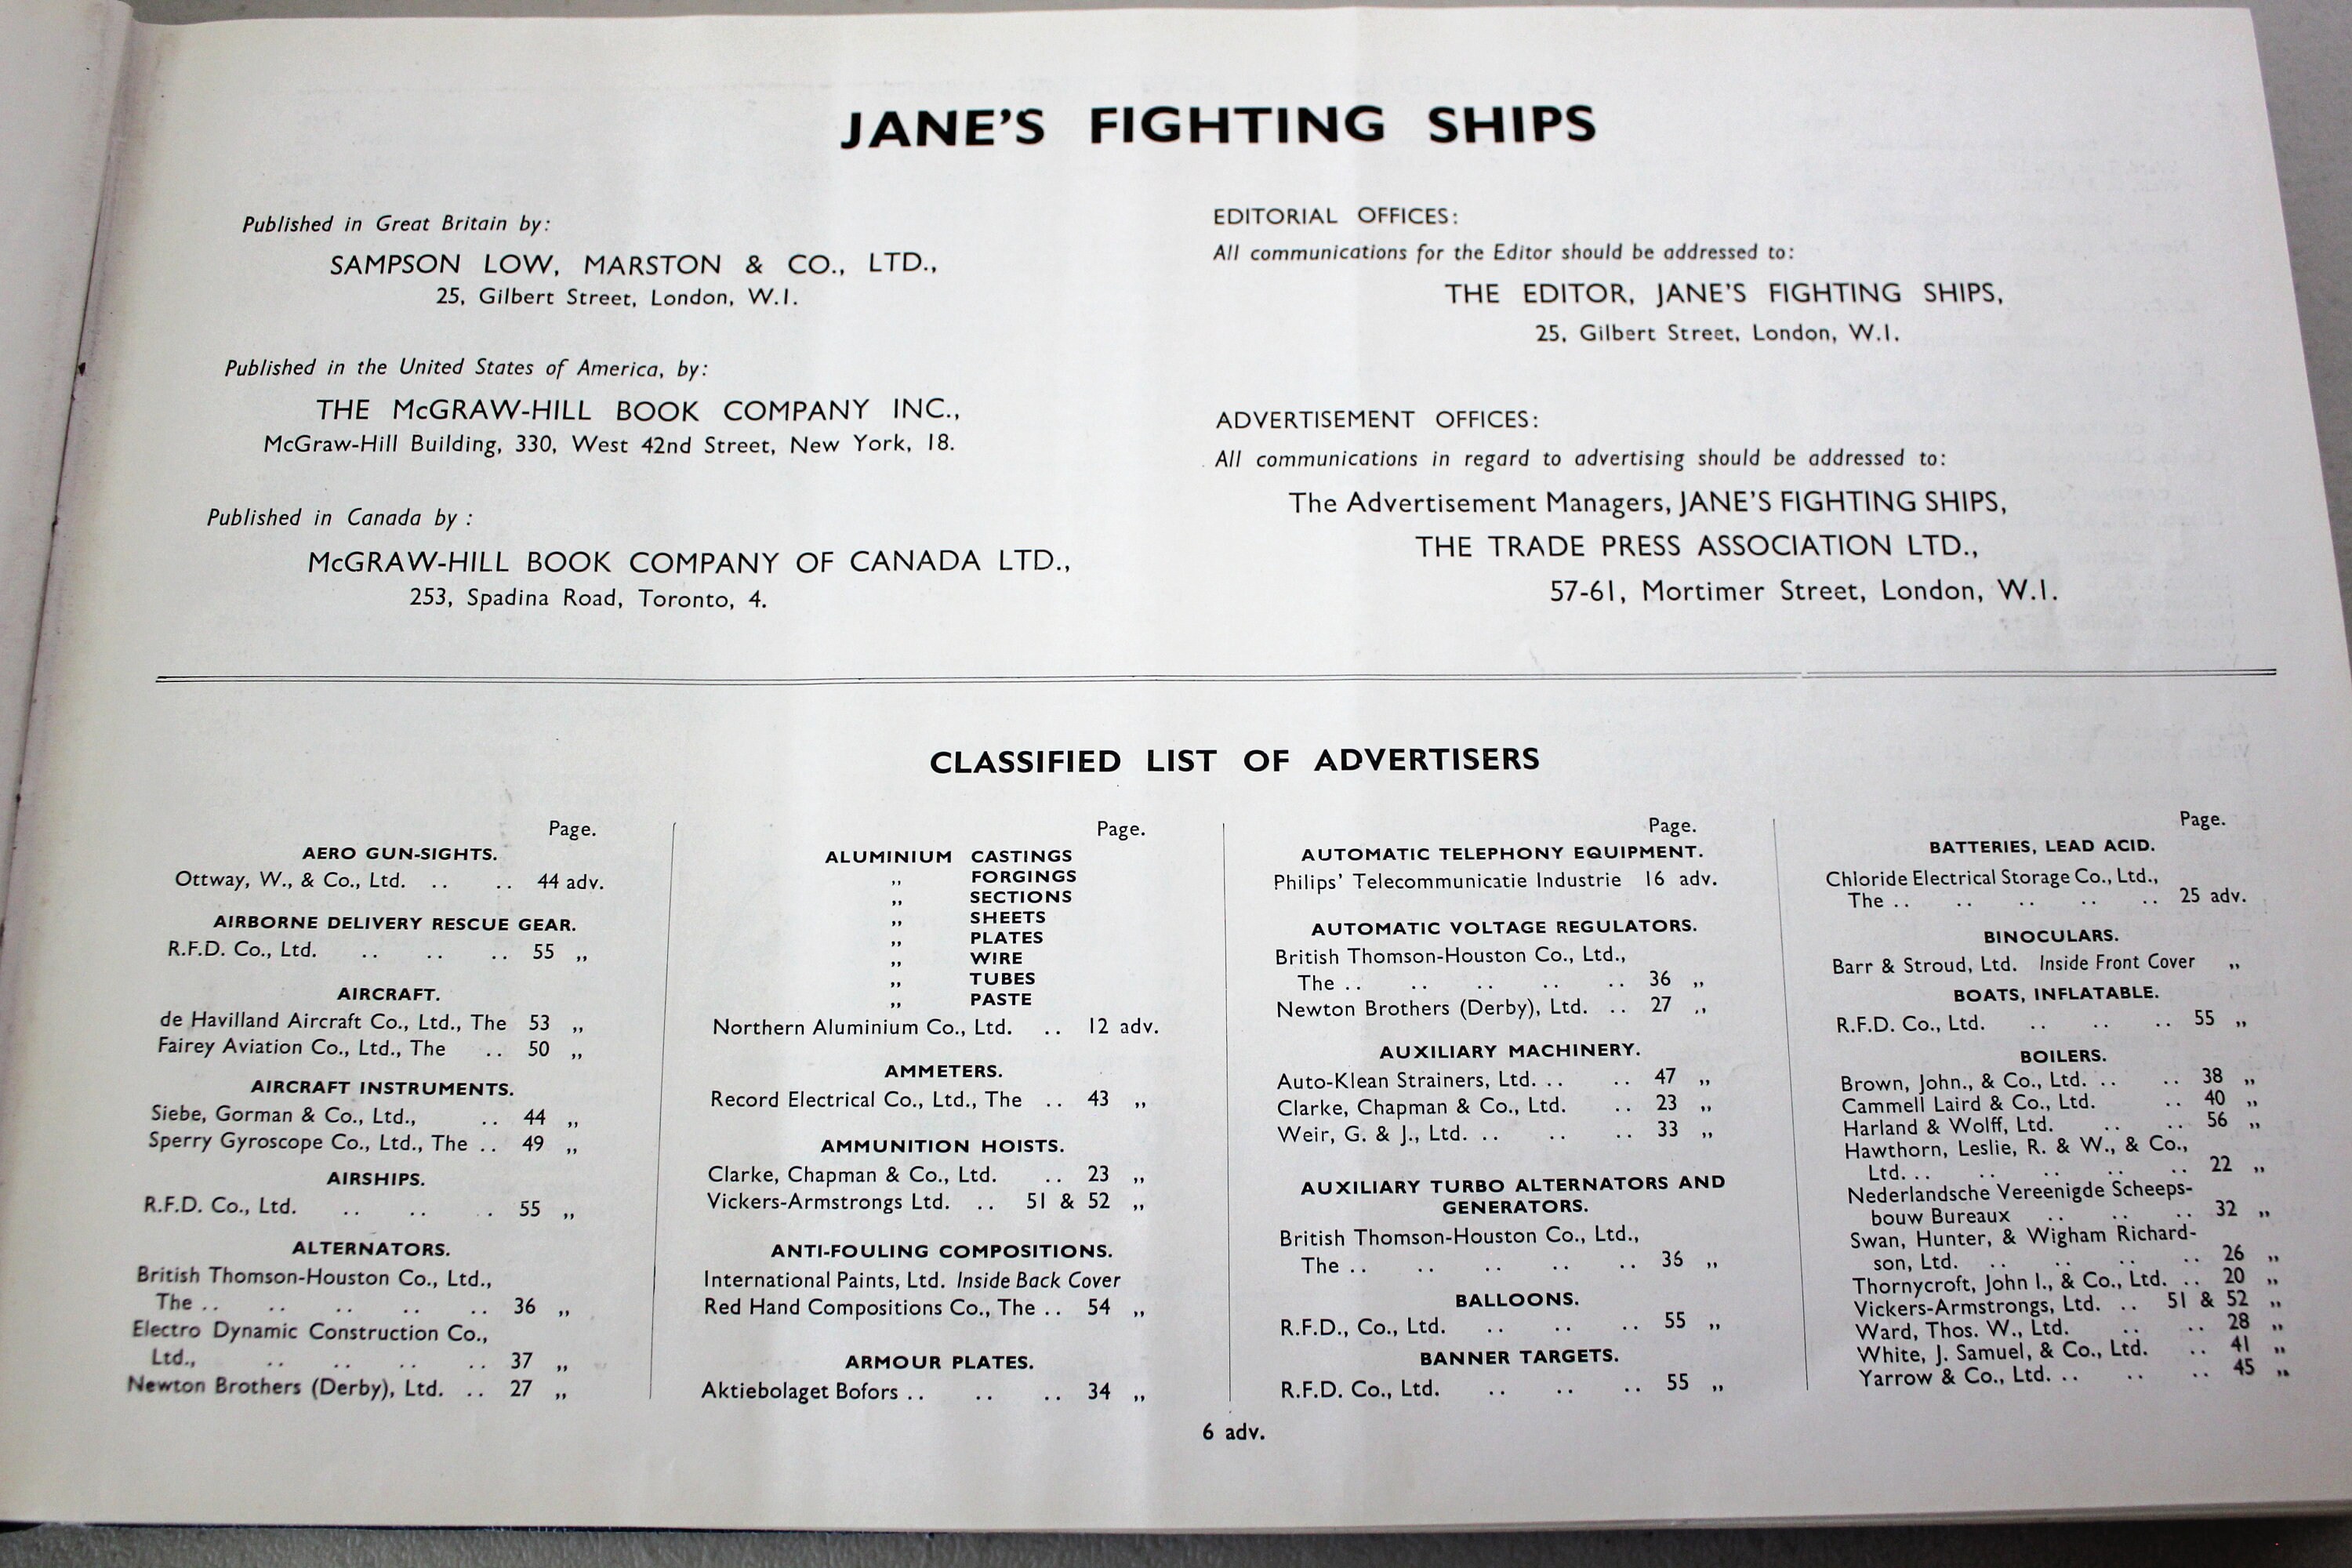 JANE'S FIGHTING SHIPS
Published in Great Britain by:
SAMPSON LOW, MARSTON & CO., LTD.,
25, Gilbert Street, London, W.I.
Published in the United States of America, by:
THE McGRAW-HILL BOOK COMPANY INC.,
McGraw-Hill Building, 330, West 42nd Street, New York, 18.
Published in Canada by :
McGRAW-HILL BOOK COMPANY OF CANADA LTD.,
253, Spadina Road, Toronto, 4.
EDITORIAL OFFICES:
All communications for the Editor should be addressed to:
THE EDITOR, JANE'S FIGHTING SHIPS,
25, Gilbert Street, London, W.I.
ADVERTISEMENT OFFICES:
All communications in regard to advertising should be addressed to:
The Advertisement Managers, JANE'S FIGHTING SHIPS,
THE TRADE PRESS ASSOCIATION LTD.,
57-61, Mortimer Street, London, W.I.
CLASSIFIED LIST OF ADVERTISERS
Page.
AERO GUN-SIGHTS.
Ottway, W., & Co., Ltd. .. .. 44 adv.
AIRBORNE DELIVERY RESCUE GEAR.
R.F.D. Co., Ltd. .. .. .. 55 ,,
AIRCRAFT.
de Havilland Aircraft Co., Ltd., The 53 ,,
Fairey Aviation Co., Ltd., The .. 50 ,,
AIRCRAFT INSTRUMENTS.
Siebe, Gorman & Co., Ltd., .. 44 ,,
Sperry Gyroscope Co., Ltd., The .. 49 ,,
AIRSHIPS.
R.F.D. Co., Ltd. .. .. . 55 ,,
ALTERNATORS.
British Thomson-Houston Co., Ltd.,
The .. .. .. .. .. 36 ,,
Electro Dynamic Construction Co.,
Ltd., .. .. .. .. 37 ,,
Newton Brothers (Derby), Ltd. .. 27 ,,
Page.
ALUMINIUM CASTINGS
,, FORGINGS
,, SECTIONS
,, SHEETS
,, PLATES
,, WIRE
,, TUBES
,, PASTE
Northern Aluminium Co., Ltd. .. 12 adv.
AMMETERS.
Record Electrical Co., Ltd., The .. 43 ,,
AMMUNITION HOISTS.
Clarke, Chapman & Co., Ltd. .. 23 ,,
Vickers-Armstrongs Ltd. .. 51 & 52 ,,
ANTI-FOULING COMPOSITIONS.
International Paints, Ltd. Inside Back Cover
Red Hand Compositions Co., The .. 54 ,,
ARMOUR PLATES.
Aktiebolaget Bofors .. .. .. 34 ,,
Page.
AUTOMATIC TELEPHONY EQUIPMENT.
Philips' Telecommunicatie Industrie 16 adv.
AUTOMATIC VOLTAGE REGULATORS.
British Thomson-Houston Co., Ltd.,
The .. .. .. .. .. 36 ,,
Newton Brothers (Derby), Ltd. .. 27 ,,
AUXILIARY MACHINERY.
Auto-Klean Strainers, Ltd. .. .. 47 ,,
Clarke, Chapman & Co., Ltd. .. 23 ,,
Weir, G. & J., Ltd. .. .. .. 33 ,,
AUXILIARY TURBO ALTERNATORS AND
GENERATORS.
British Thomson-Houston Co., Ltd.,
The .. .. .. .. .. 36 ,,
BALLOONS.
R.F.D., Co., Ltd. .. .. .. 55 ,,
BANNER TARGETS.
R.F.D. Co., Ltd. .. .. .. 55 ,,
Page.
BATTERIES, LEAD ACID.
Chloride Electrical Storage Co., Ltd.,
The .. .. .. .. .. 25 adv.
BINOCULARS.
Barr & Stroud, Ltd. Inside Front Cover ,,
BOATS, INFLATABLE.
R.F.D. Co., Ltd. .. .. .. 55 ,,
BOILERS.
Brown, John., & Co., Ltd. .. .. 38 ,,
Cammell Laird & Co., Ltd. .. 40 ,,
Harland & Wolff, Ltd. .. .. 56 ,,
Hawthorn, Leslie, R. & W., & Co.,
Ltd. .. .. .. .. .. 22 ,,
Nederlandsche Vereenigde Scheeps-
bouw Bureaux .. .. .. 32 ,,
Swan, Hunter, & Wigham Richard-
son, Ltd. .. .. .. .. 26 ,,
Thornycroft, John I., & Co., Ltd. .. 20 ,,
Vickers-Armstrongs, Ltd. .. 51 & 52 ,,
Ward, Thos. W., Ltd. .. .. 28 ,,
White, J. Samuel, & Co., Ltd. .. 41 ,,
Yarrow & Co., Ltd. .. .. .. 45 ,,
6 adv.